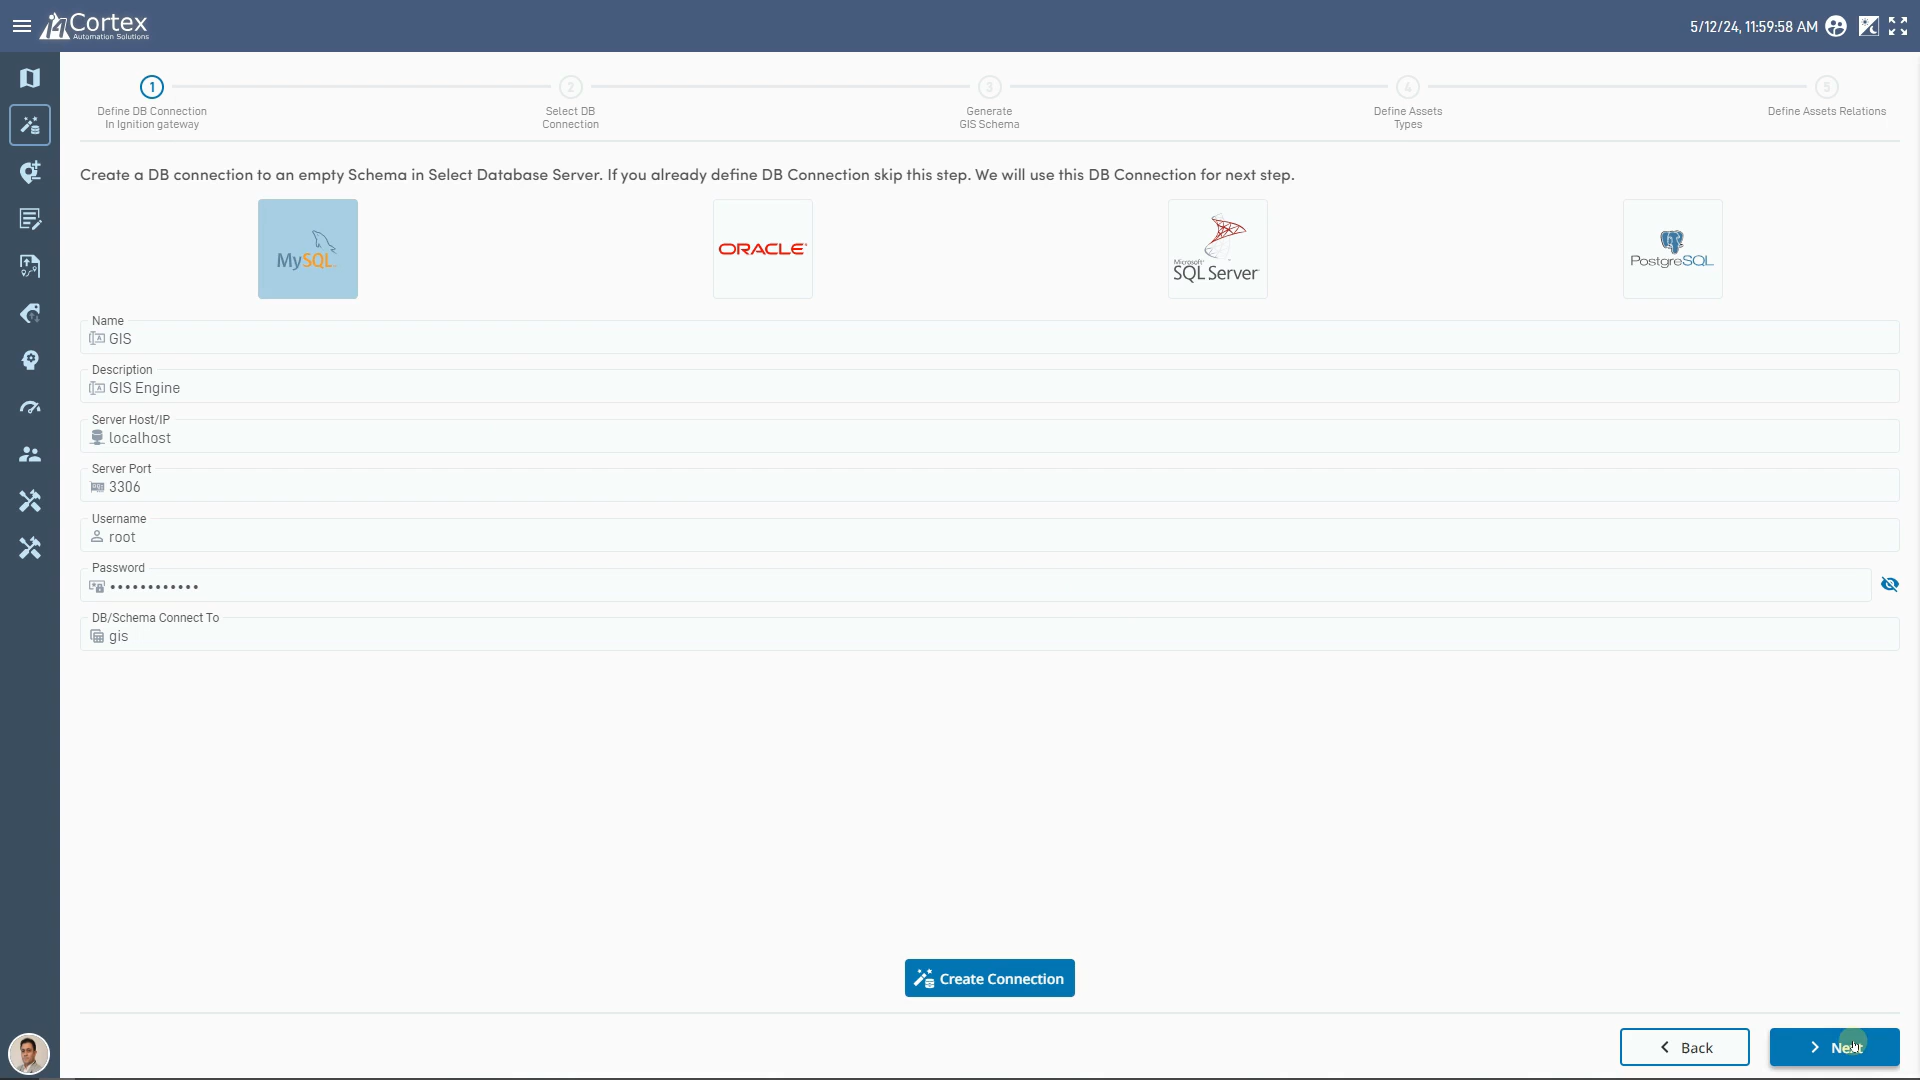 Cortex
Automation Solutions
5/12/24, 11:59:58 AM
1
2
3
4
5
Define DB Connection
In Ignition gateway
Select DB
Connection
Generate
GIS Schema
Define Assets
Types
Define Assets Relations
Create a DB connection to an empty Schema in Select Database Server. If you already define DB Connection skip this step. We will use this DB Connection for next step.
MySQL
ORACLE
Microsoft
SQL Server
PostgreSQL
Name
GIS
Description
GIS Engine
Server Host/IP
localhost
Server Port
3306
Username
root
Password
••••••••••••
DB/Schema Connect To
gis
Create Connection
Back
Next